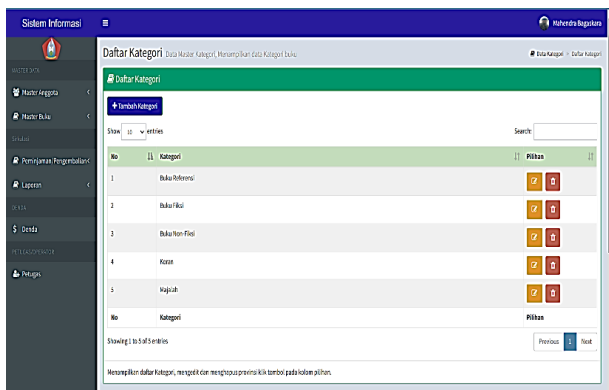 Sistem Informasi
Mahendra Bagaskara
Daftar Kategori Data Master Kategori, Menampilkan data Kategori buku
Data Kategori > Daftar Kategori
MASTER DATA
Master Anggota
Master Buku
Sirkulasi
Peminjaman/Pengembalian
Laporan
DENDA
$ Denda
PETUGAS/OPERATOR
Petugas
Daftar Kategori
+ Tambah Kategori
Show 10 entries
Search:
No Kategori Pilihan
1 Buku Referensi
2 Buku Fiksi
3 Buku Non-Fiksi
4 Koran
5 Majalah
No Kategori Pilihan
Showing 1 to 5 of 5 entries
Previous 1 Next
Menampilkan daftar Kategori, mengedit dan menghapus provinsi klik tombol pada kolom pilihan.